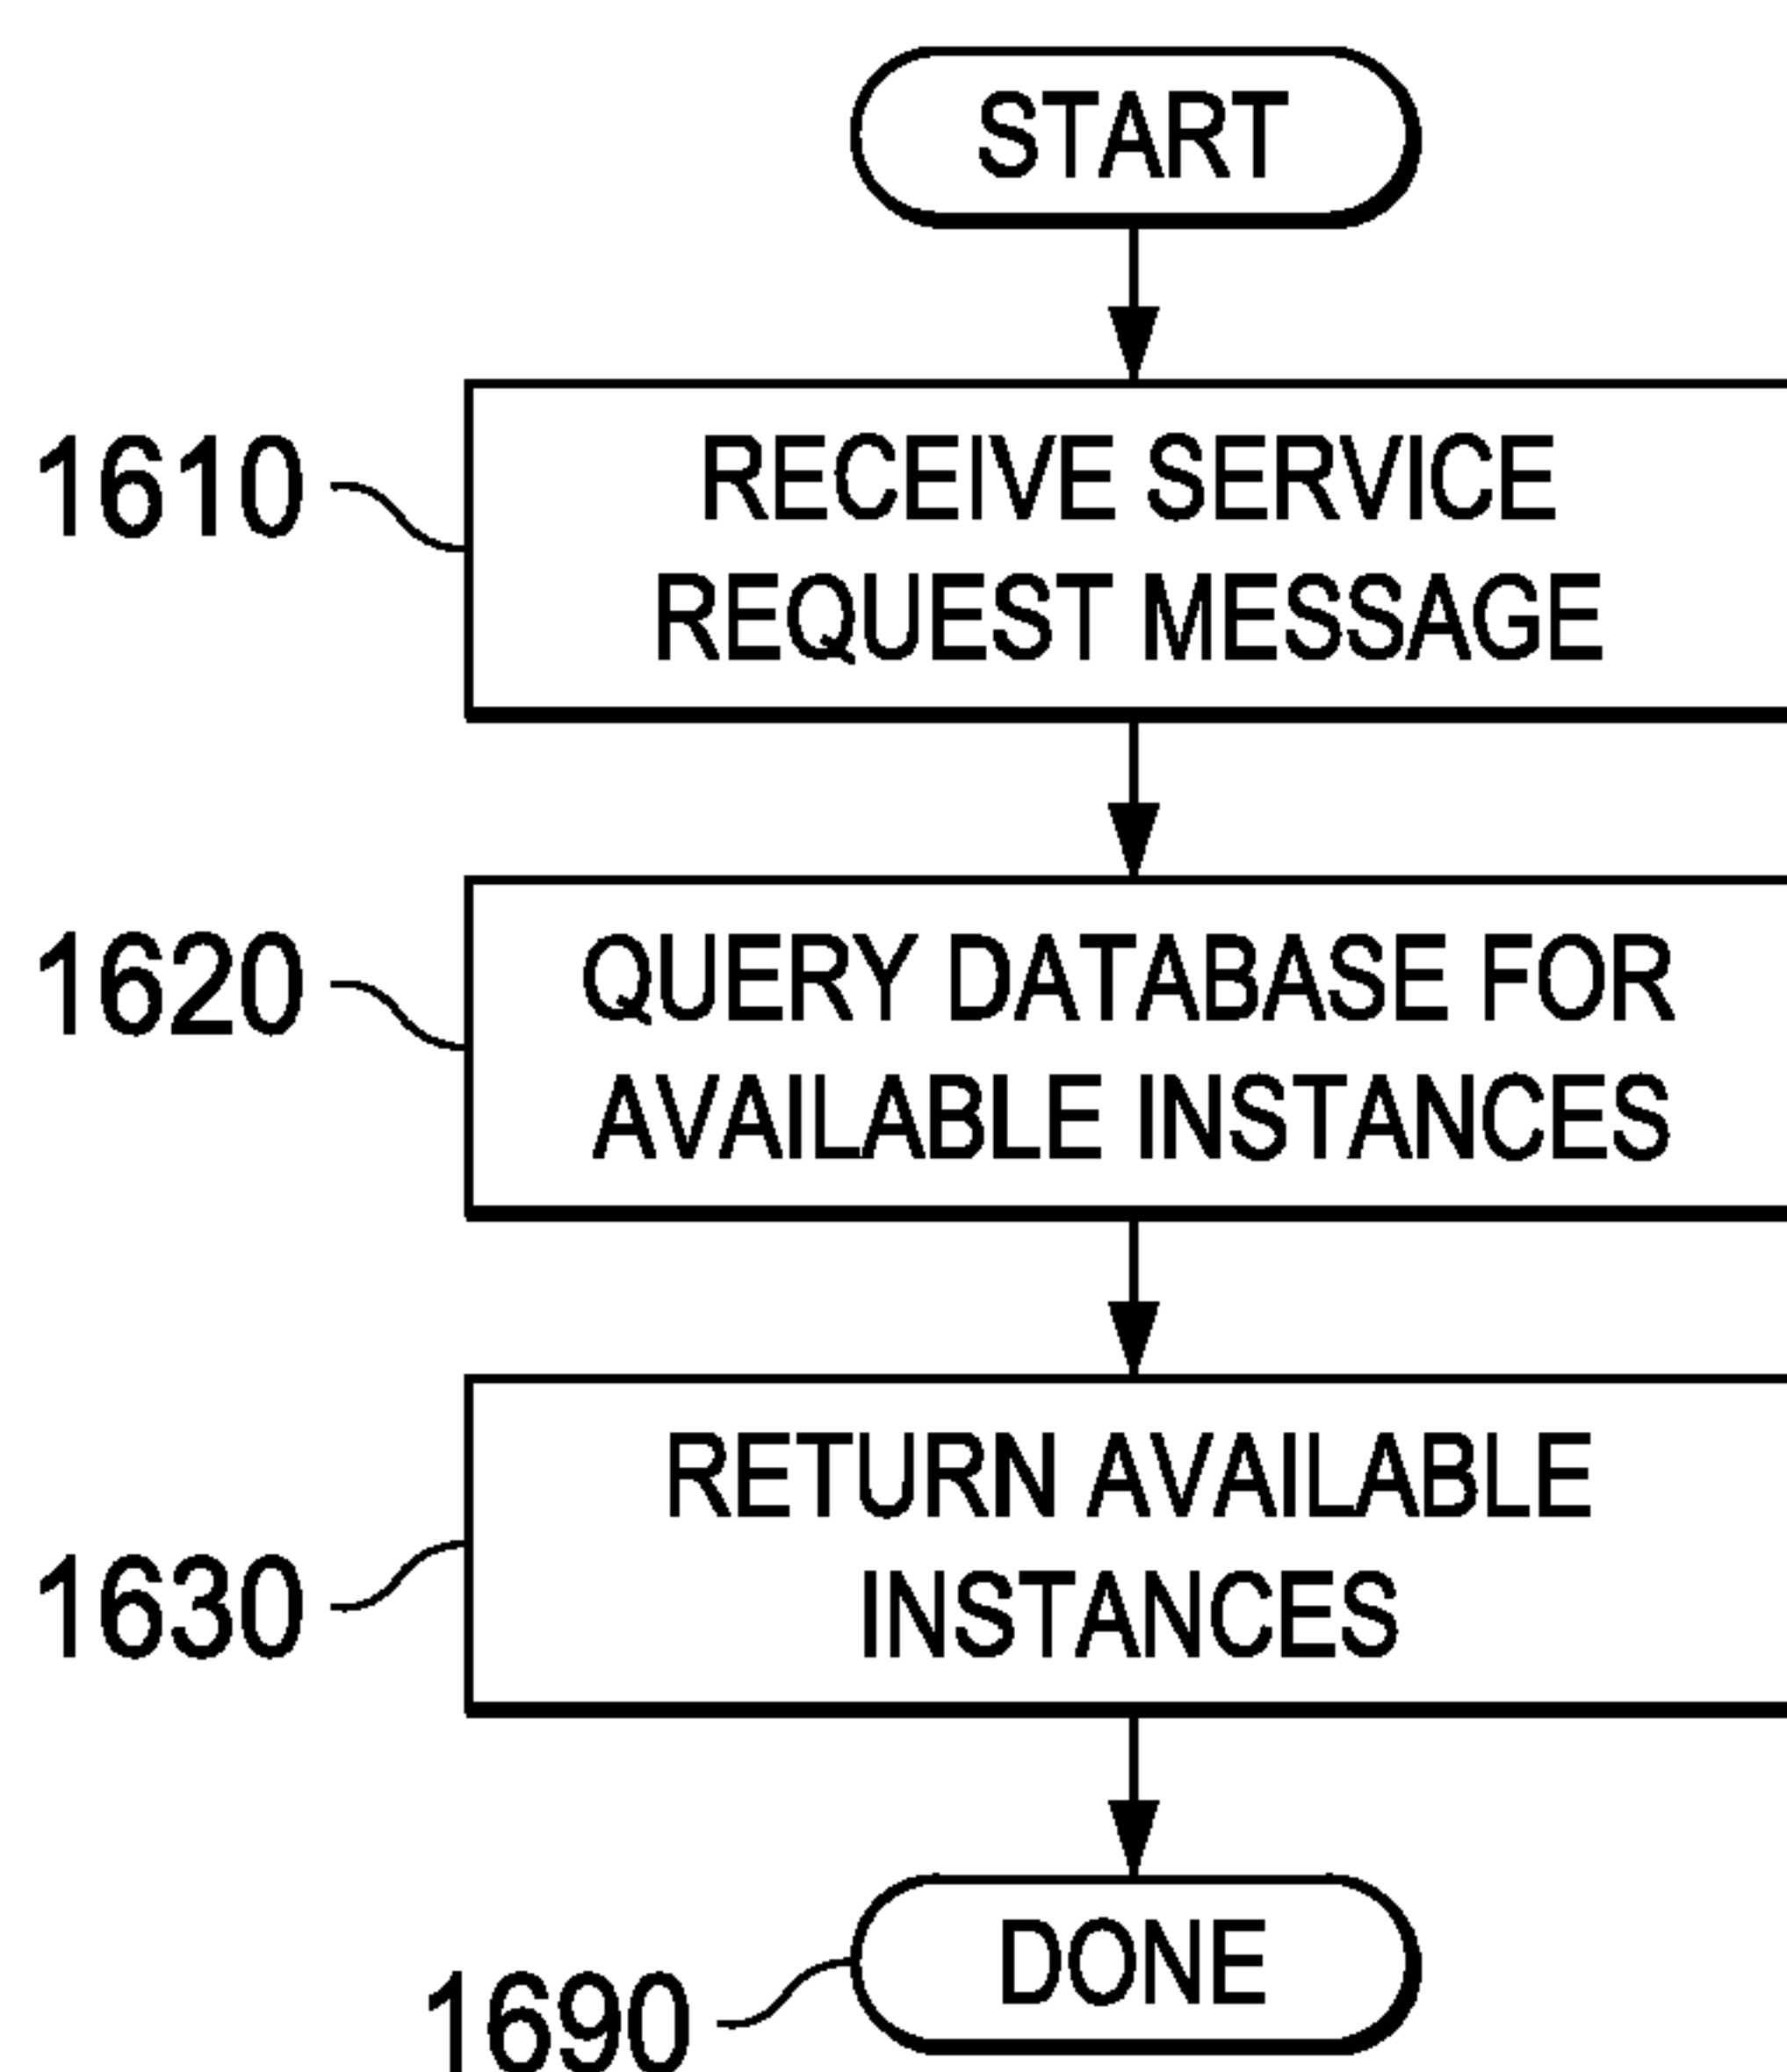 START
1610
RECEIVE SERVICE
REQUEST MESSAGE
1620
QUERY DATABASE FOR
AVAILABLE INSTANCES
RETURN AVAILABLE
1630
INSTANCES
DONE
1690